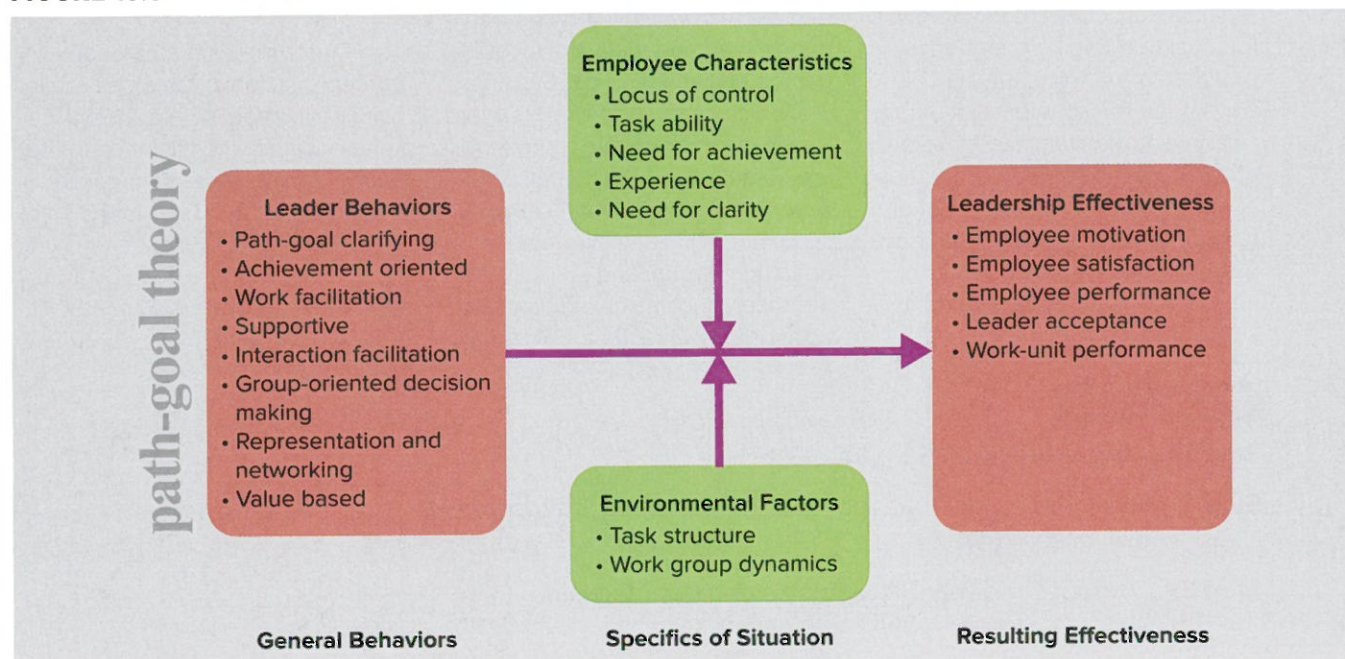 path-goal theory
Leader Behaviors
• Path-goal clarifying
• Achievement oriented
• Work facilitation
• Supportive
• Interaction facilitation
• Group-oriented decision
making
• Representation and
networking
• Value based
General Behaviors
Employee Characteristics
• Locus of control
• Task ability
• Need for achievement
• Experience
• Need for clarity
Environmental Factors
• Task structure
• Work group dynamics
Specifics of Situation
Leadership Effectiveness
• Employee motivation
• Employee satisfaction
• Employee performance
• Leader acceptance
• Work-unit performance
Resulting Effectiveness